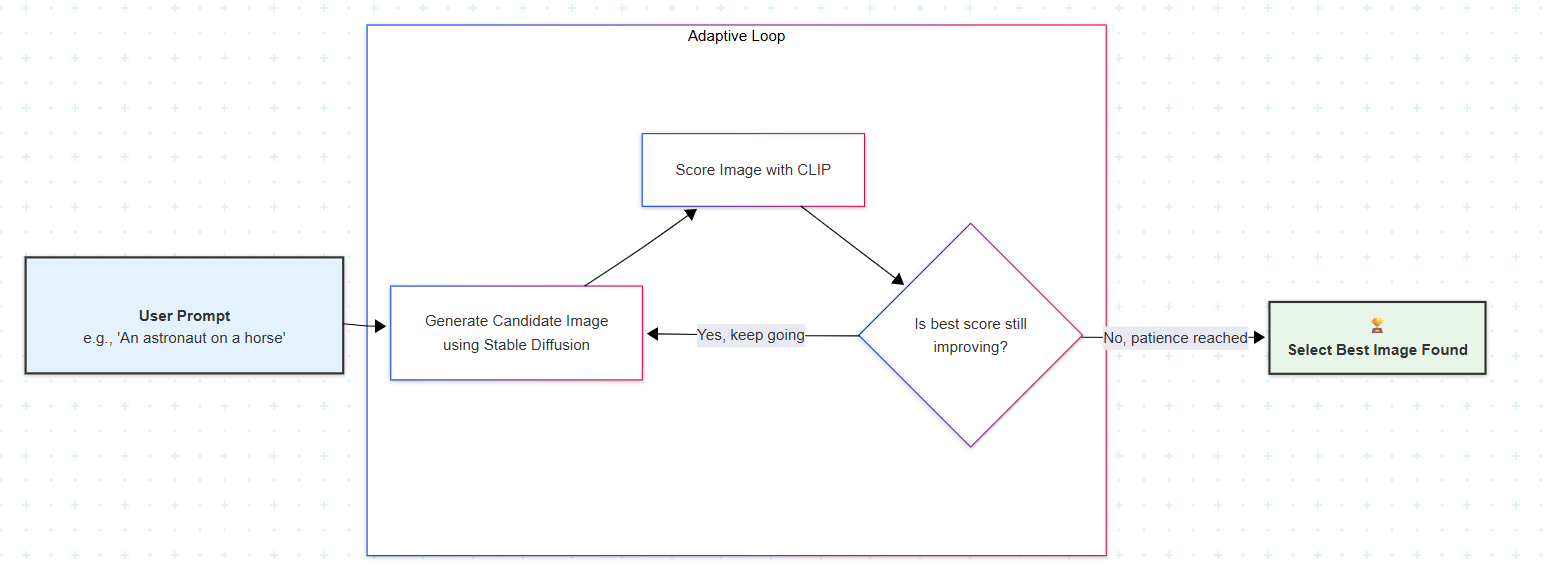 Adaptive Loop
Score Image with CLIP
User Prompt
e.g., 'An astronaut on a horse'
Generate Candidate Image
using Stable Diffusion
Yes, keep going
Is best score still
improving?
No, patience reached
🏆
Select Best Image Found